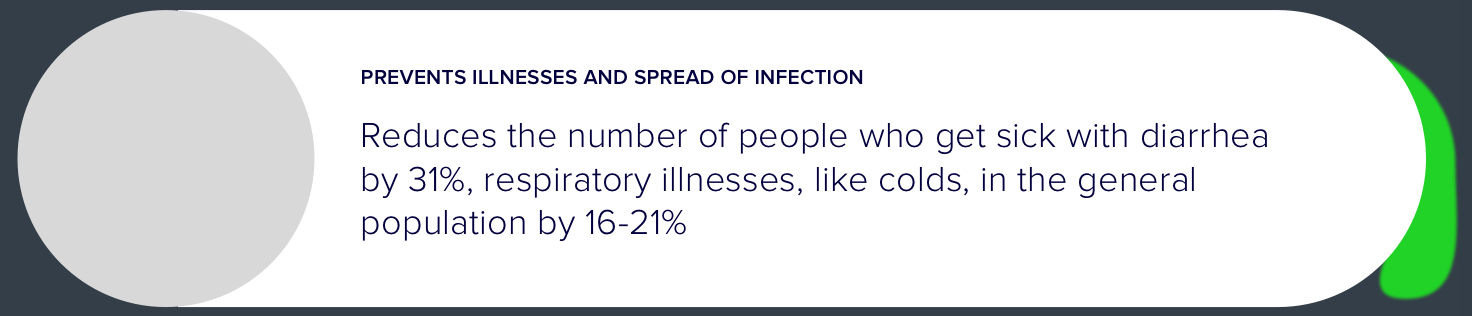 PREVENTS ILLNESSES AND SPREAD OF INFECTION
Reduces the number of people who get sick with diarrhea
by 31%, respiratory illnesses, like colds, in the general
population by 16-21%